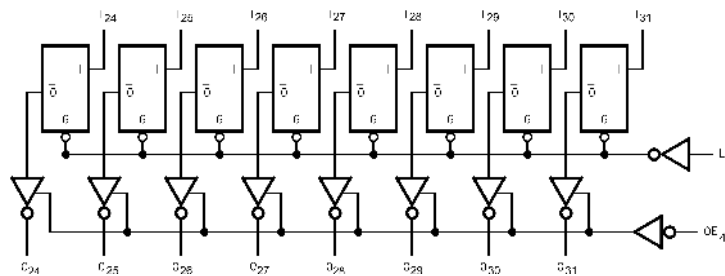 I24 I25 I26 I27 I28 I29 I30 I31
I I I I I I I I
O̅ O̅ O̅ O̅ O̅ O̅ O̅ O̅
G G G G G G G G
L
OE4
O24 O25 O26 O27 O28 O29 O30 O31